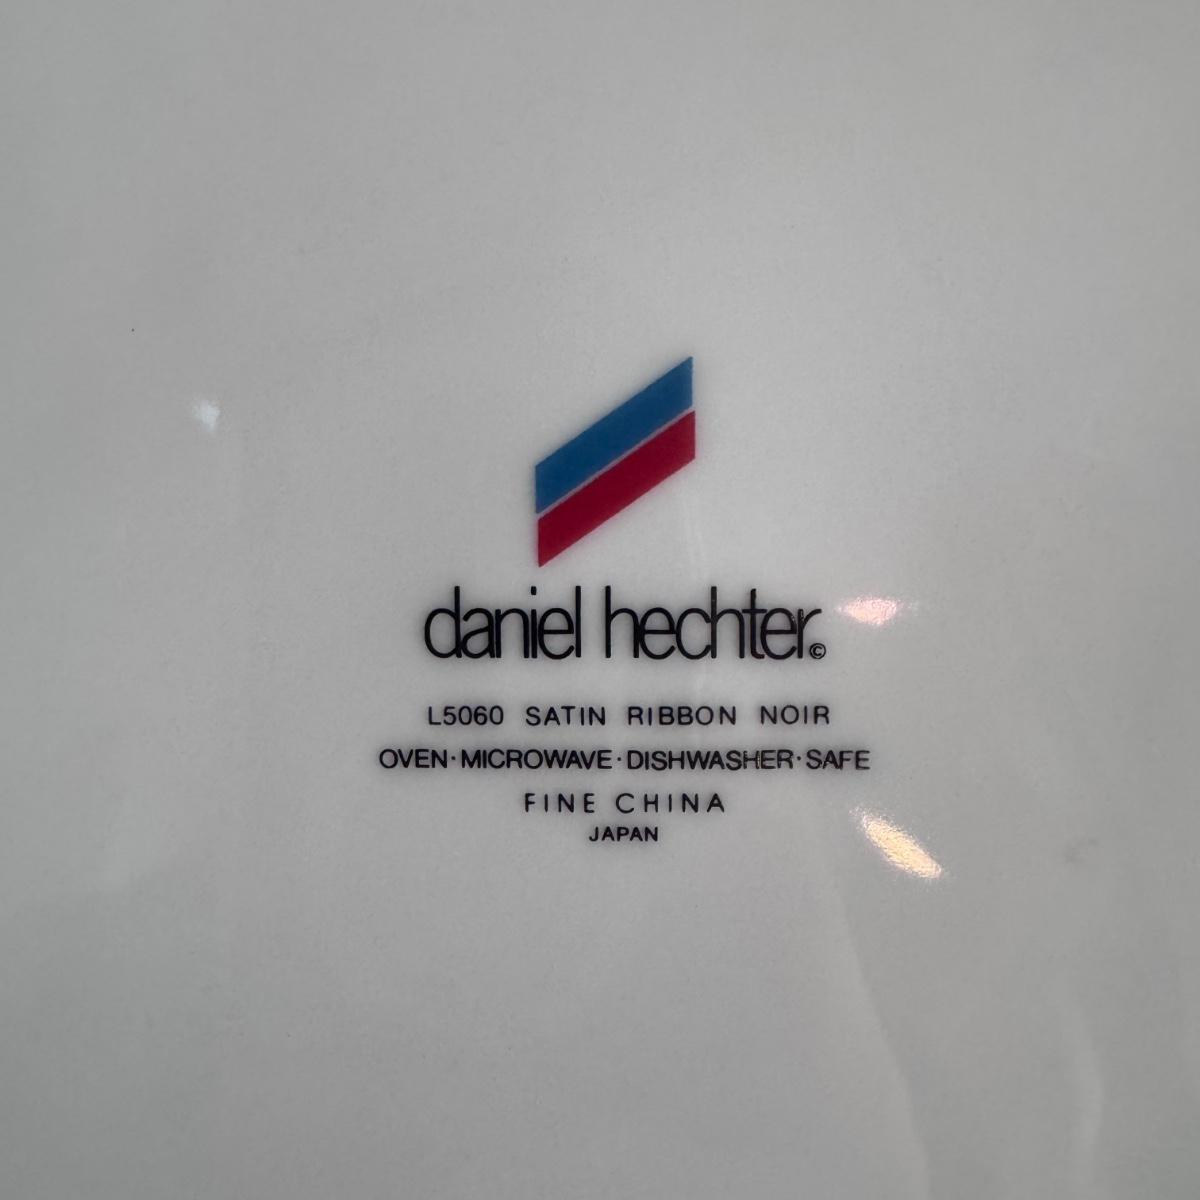 daniel hechter©
L5060 SATIN RIBBON NOIR
OVEN·MICROWAVE·DISHWASHER·SAFE
FINE CHINA
JAPAN